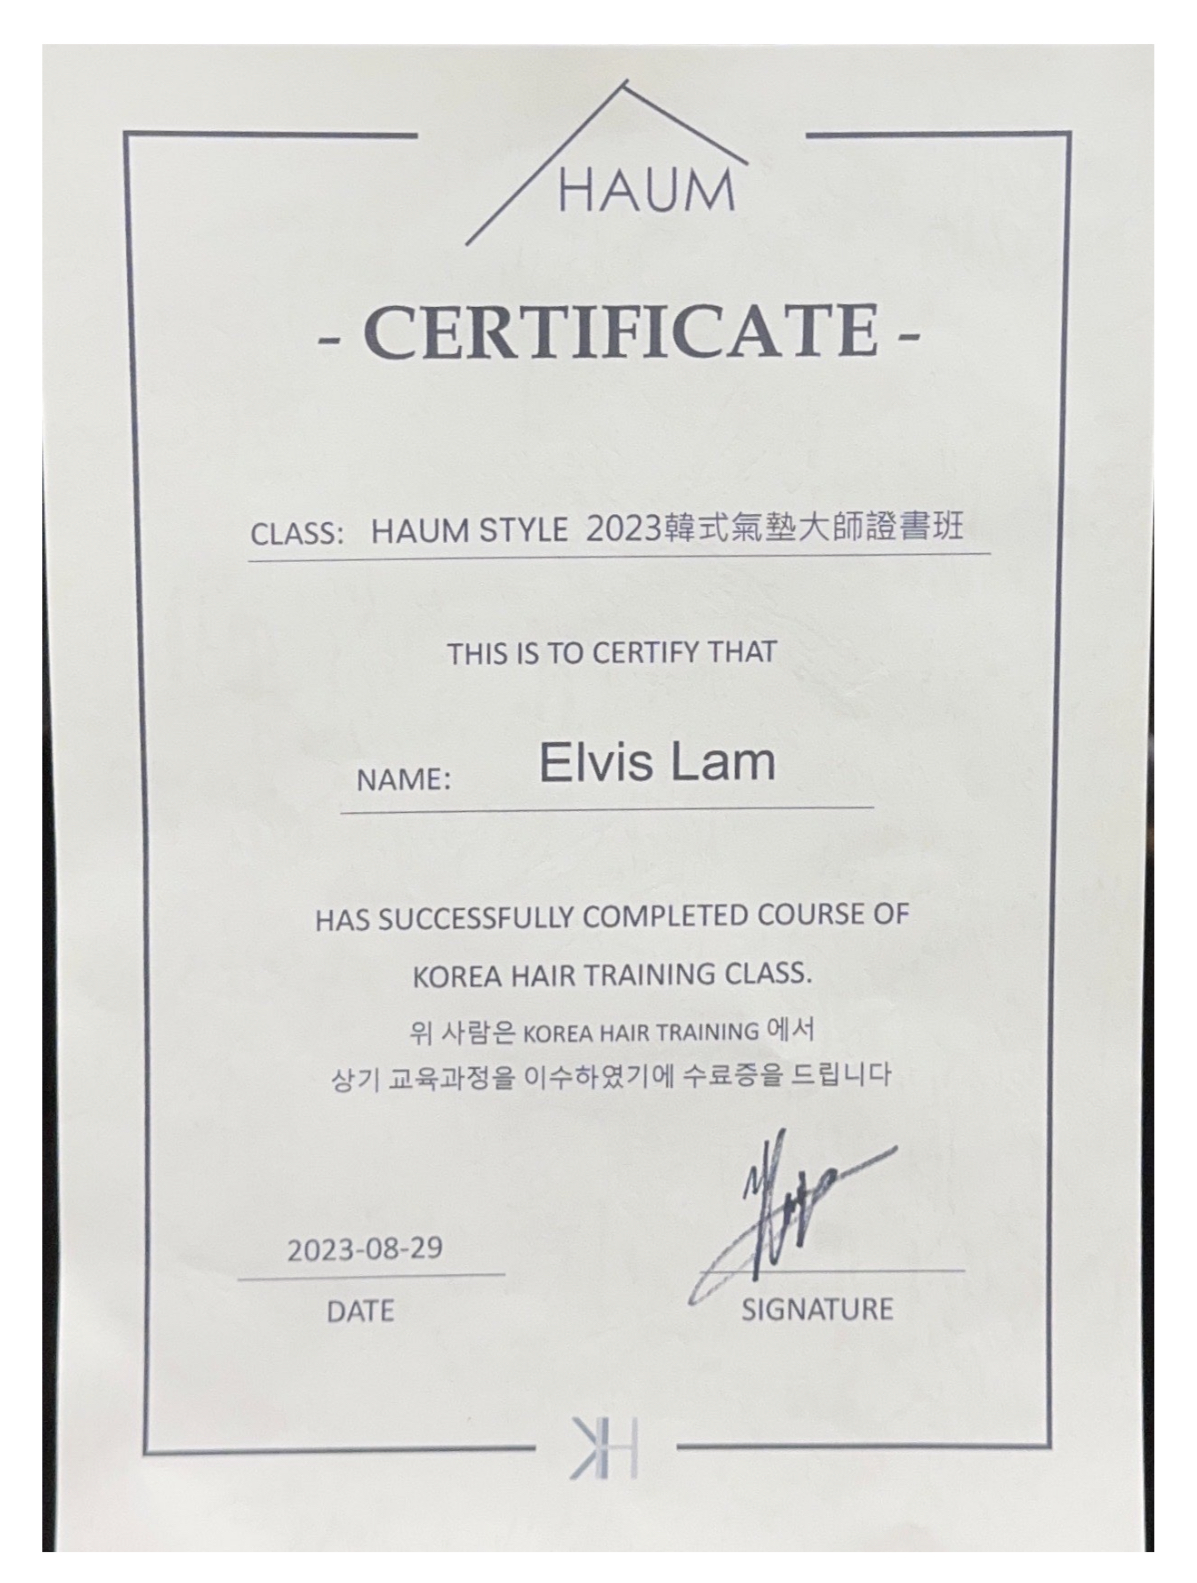 HAUM
- CERTIFICATE -
CLASS: HAUM STYLE 2023韓式氣墊大師證書班
THIS IS TO CERTIFY THAT
NAME: Elvis Lam
HAS SUCCESSFULLY COMPLETED COURSE OF
KOREA HAIR TRAINING CLASS.
위 사람은 KOREA HAIR TRAINING 에서
상기 교육과정을 이수하였기에 수료증을 드립니다
2023-08-29
DATE
SIGNATURE